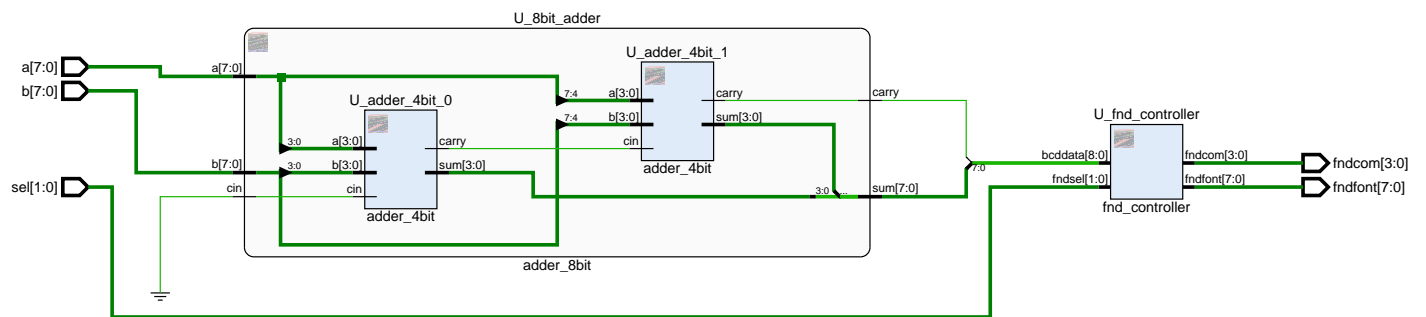 U_8bit_adder
U_adder_4bit_1
a[7:0]
a[7:0]
b[7:0]
7:4
a[3:0]
carry
carry
U_adder_4bit_0
7:4
b[3:0]
sum[3:0]
U_fnd_controller
3:0
a[3:0]
carry
cin
adder_4bit
b[7:0]
3:0
b[3:0]
sum[3:0]
bcddata[8:0]
fndcom[3:0]
fndcom[3:0]
7:0
sel[1:0]
cin
cin
3:0
...
sum[7:0]
fndsel[1:0]
fndfont[7:0]
fndfont[7:0]
adder_4bit
fnd_controller
adder_8bit